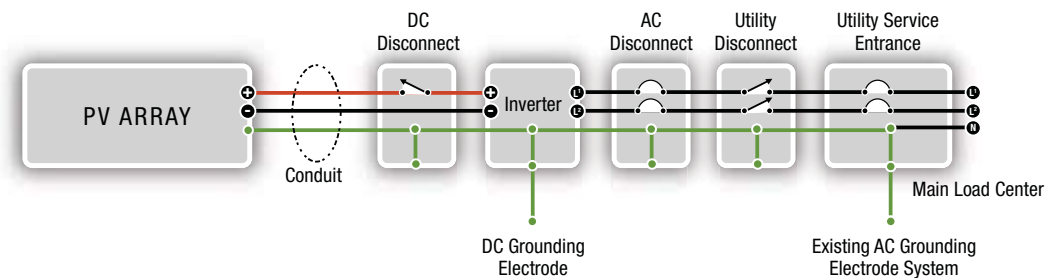 DC
Disconnect
AC
Disconnect
Utility
Disconnect
Utility Service
Entrance
PV ARRAY
+
-
Conduit
+
-
Inverter
L¹
L²
L¹
L²
N
Main Load Center
DC Grounding
Electrode
Existing AC Grounding
Electrode System